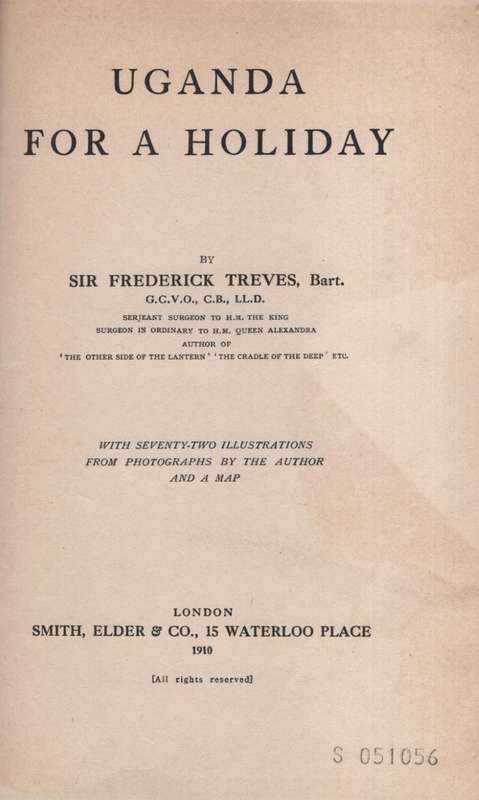 UGANDA
FOR A HOLIDAY
BY
SIR FREDERICK TREVES, Bart.
G.C.V.O., C.B., LL.D.
SERJEANT SURGEON TO H.M. THE KING
SURGEON IN ORDINARY TO H.M. QUEEN ALEXANDRA
AUTHOR OF
'THE OTHER SIDE OF THE LANTERN' 'THE CRADLE OF THE DEEP' ETC.
WITH SEVENTY-TWO ILLUSTRATIONS
FROM PHOTOGRAPHS BY THE AUTHOR
AND A MAP
LONDON
SMITH, ELDER & CO., 15 WATERLOO PLACE
1910
[All rights reserved]
S 051056